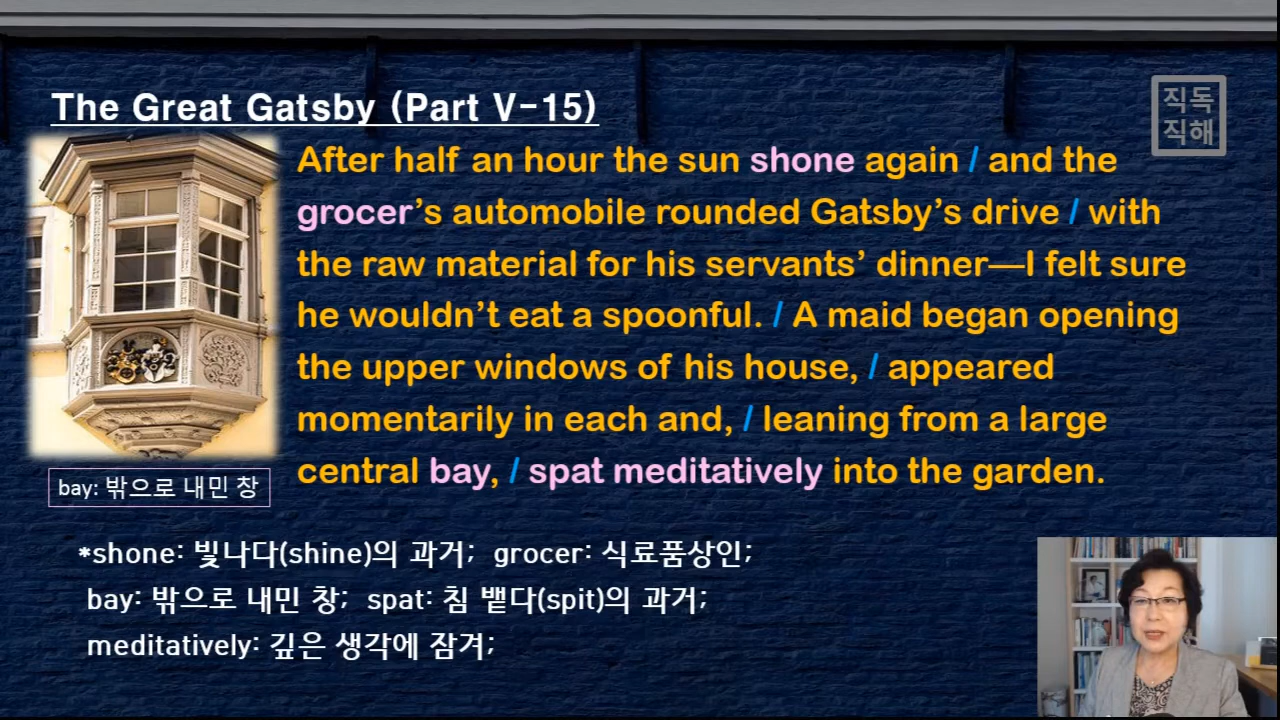 The Great Gatsby (Part V-15)
직독
직해
After half an hour the sun shone again / and the
grocer’s automobile rounded Gatsby’s drive / with
the raw material for his servants’ dinner—I felt sure
he wouldn’t eat a spoonful. / A maid began opening
the upper windows of his house, / appeared
momentarily in each and, / leaning from a large
central bay, / spat meditatively into the garden.
bay: 밖으로 내민 창
*shone: 빛나다(shine)의 과거; grocer: 식료품상인;
bay: 밖으로 내민 창; spat: 침 뱉다(spit)의 과거;
meditatively: 깊은 생각에 잠겨;